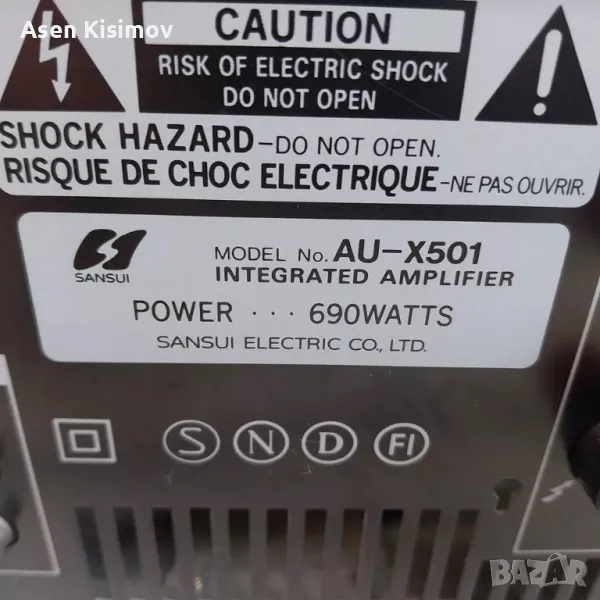 Asen Kisimov
CAUTION
RISK OF ELECTRIC SHOCK
DO NOT OPEN
SHOCK HAZARD-DO NOT OPEN.
RISQUE DE CHOC ELECTRIQUE-NE PAS OUVRIR.
SANSUI
MODEL No. AU-X501
INTEGRATED AMPLIFIER
POWER ··· 690WATTS
SANSUI ELECTRIC CO., LTD.
S N D FI
BAZAR